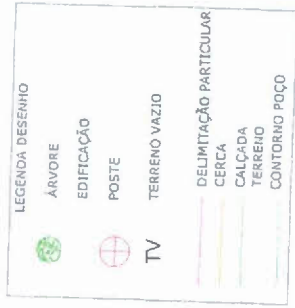 LEGENDA DESENHO
ÁRVORE
EDIFICAÇÃO
POSTE
TV TERRENO VAZIO
DELIMITAÇÃO PARTICULAR
CERCA
CALÇADA
TERRENO
CONTORNO POÇO